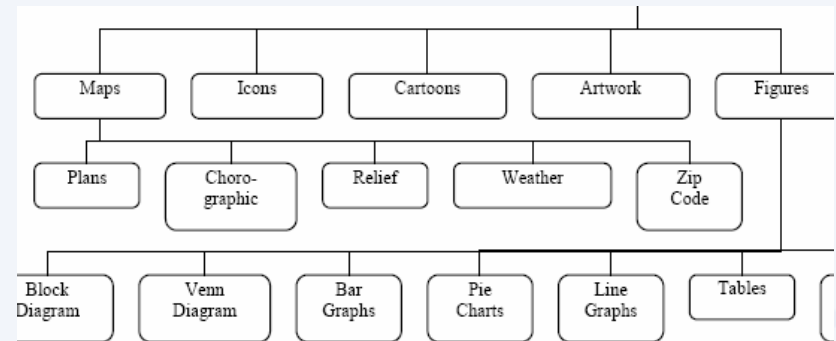 Maps
Icons
Cartoons
Artwork
Figures
Plans
Choro-
graphic
Relief
Weather
Zip
Code
Block
Diagram
Venn
Diagram
Bar
Graphs
Pie
Charts
Line
Graphs
Tables